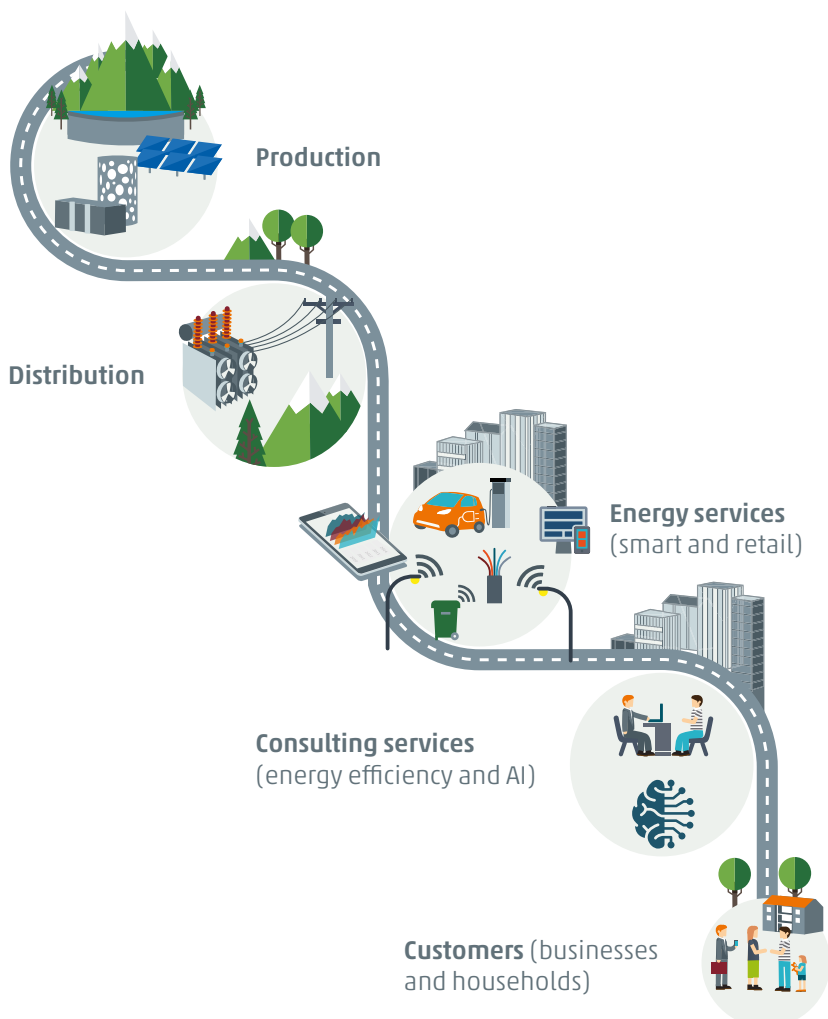 Production
Distribution
Energy services
(smart and retail)
Consulting services
(energy efficiency and AI)
Customers (businesses
and households)